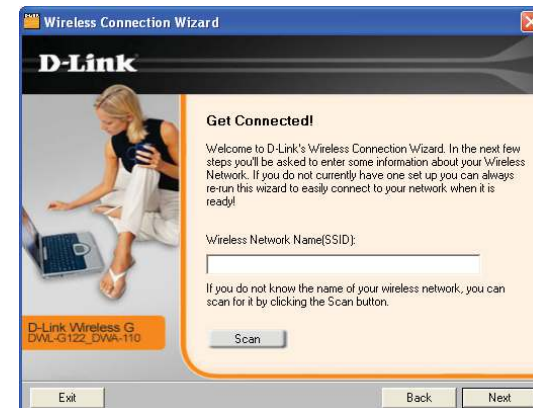 Wireless Connection Wizard
D-Link
Get Connected!
Welcome to D-Link's Wireless Connection Wizard. In the next few
steps you'll be asked to enter some information about your Wireless
Network. If you do not currently have one set up you can always
re-run this wizard to easily connect to your network when it is
ready!
Wireless Network Name(SSID):
If you do not know the name of your wireless network, you can
scan for it by clicking the Scan button.
D-Link Wireless G
DWL-G122_DWA-110
Scan
Exit
Back
Next